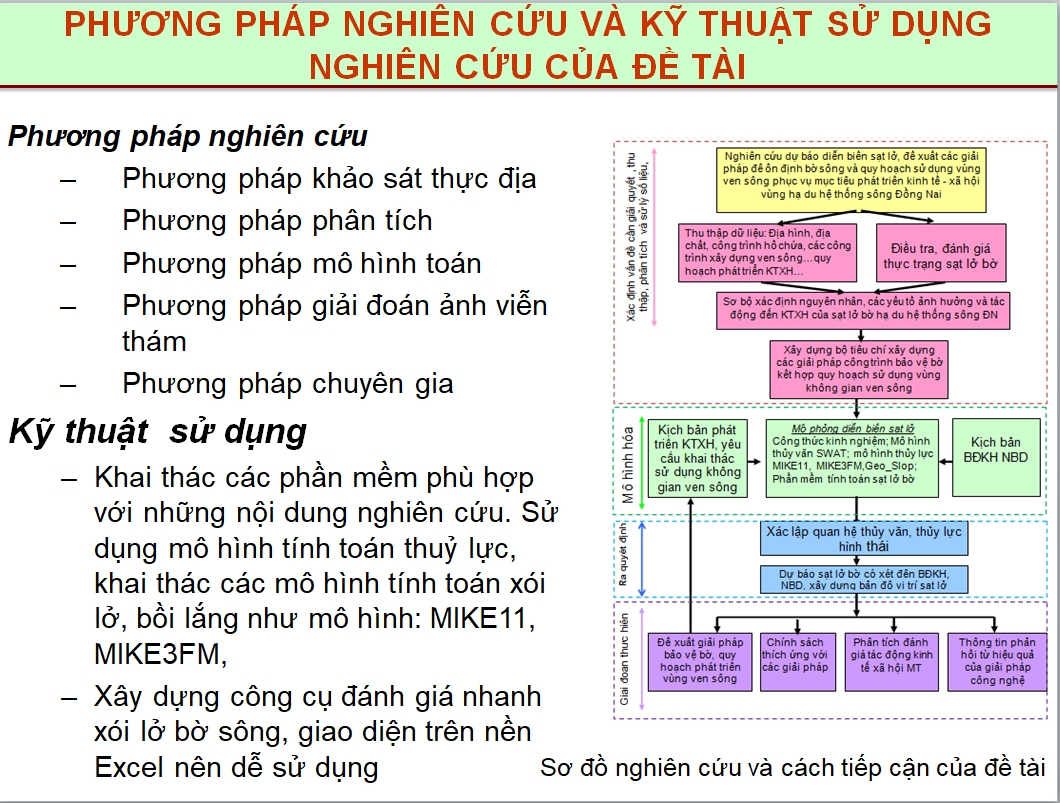 PHƯƠNG PHÁP NGHIÊN CỨU VÀ KỸ THUẬT SỬ DỤNG
NGHIÊN CỨU CỦA ĐỀ TÀI
Phương pháp nghiên cứu
– Phương pháp khảo sát thực địa
– Phương pháp phân tích
– Phương pháp mô hình toán
– Phương pháp giải đoán ảnh viễn
thám
– Phương pháp chuyên gia
Kỹ thuật sử dụng
– Khai thác các phần mềm phù hợp
với những nội dung nghiên cứu. Sử
dụng mô hình tính toán thuỷ lực,
khai thác các mô hình tính toán xói
lở, bồi lắng như mô hình: MIKE11,
MIKE3FM,
– Xây dựng công cụ đánh giá nhanh
xói lở bờ sông, giao diện trên nền
Excel nên dễ sử dụng
Xác định vấn đề cần giải quyết, thu
thập, phân tích và sử lý số liệu,
Nghiên cứu dự báo diễn biến sạt lở, đề xuất các giải
pháp để ổn định bờ sông và quy hoạch sử dụng vùng
ven sông phục vụ mục tiêu phát triển kinh tế - xã hội
vùng hạ du hệ thống sông Đồng Nai
Thu thập dữ liệu: Địa hình, địa
chất, công trình hồ chứa, các công
trình xây dựng ven sông...quy
hoạch phát triển KTXH...
Điều tra, đánh giá
thực trạng sạt lở bờ
Sơ bộ xác định nguyên nhân, các yếu tố ảnh hưởng và tác
động đến KTXH của sạt lở bờ hạ du hệ thống sông ĐN
Xây dựng bộ tiêu chí xây dựng
các giải pháp công trình bảo vệ bờ
kết hợp quy hoạch sử dụng vùng
không gian ven sông
Mô hình hóa
Kịch bản phát
triển KTXH, yêu
cầu khai thác
sử dụng không
gian ven sông
Mô phỏng diễn biến sạt lở
Công thức kinh nghiệm; Mô hình
thủy văn SWAT; mô hình thủy lực
MIKE11, MIKE3FM,Geo_Slop;
Phần mềm tính toán sạt lở bờ
Kịch bản
BĐKH NBD
Ra quyết định
Xác lập quan hệ thủy văn, thủy lực
hình thái
Dự báo sạt lở bờ có xét đến BĐKH,
NBD, xây dựng bản đồ vị trí sạt lở
Giai đoạn thực hiện
Đề xuất giải pháp
bảo vệ bờ, quy
hoạch phát triển
vùng ven sông
Chính sách
thích ứng với
các giải pháp
Phân tích đánh
giá tác động kinh
tế xã hội MT
Thông tin phản
hồi từ hiệu quả
của giải pháp
công nghệ
Sơ đồ nghiên cứu và cách tiếp cận của đề tài